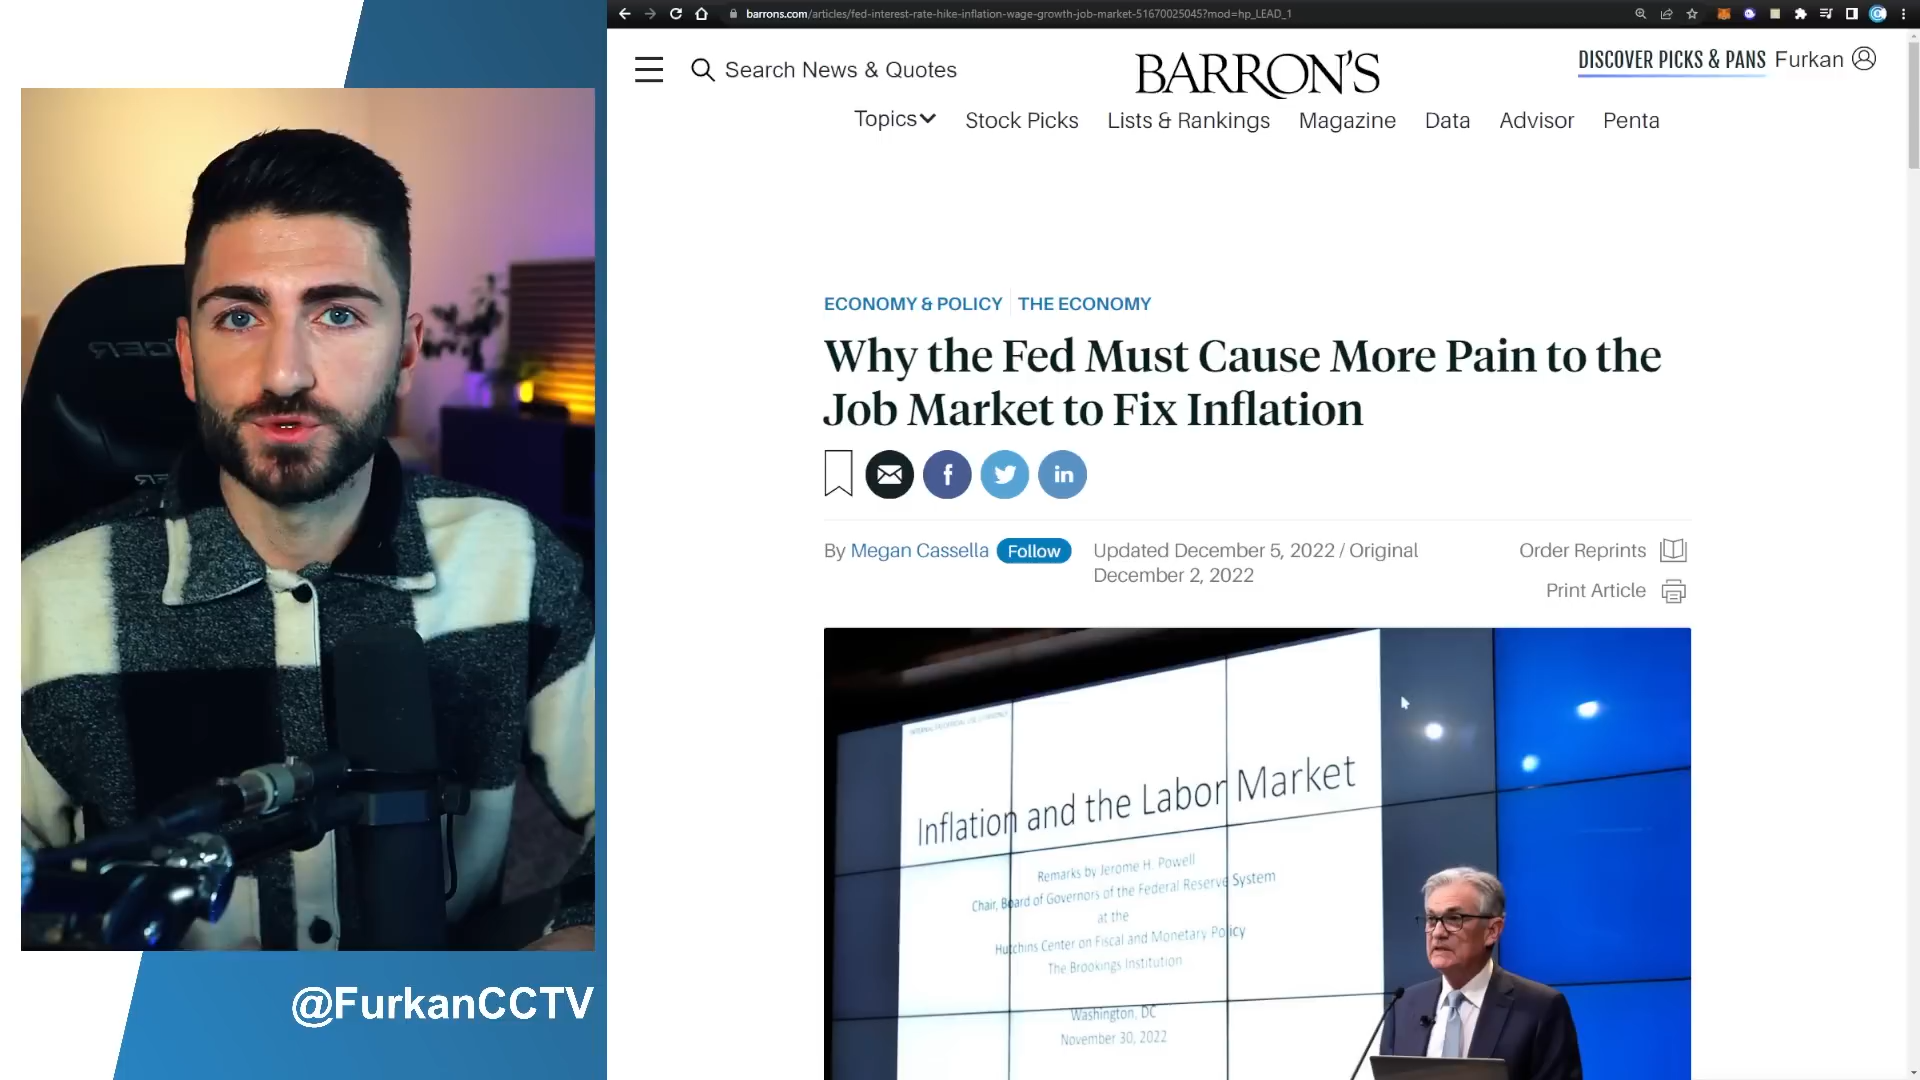 barrons.com/articles/fed-interest-rate-hike-inflation-wage-growth-job-market-51670025045?mod=hp_LEAD_1
Search News & Quotes
BARRON'S
DISCOVER PICKS & PANS
Furkan
Topics
Stock Picks
Lists & Rankings
Magazine
Data
Advisor
Penta
ECONOMY & POLICY
THE ECONOMY
Why the Fed Must Cause More Pain to the
Job Market to Fix Inflation
By Megan Cassella
Follow
Updated December 5, 2022 / Original
December 2, 2022
Order Reprints
Print Article
Inflation and the Labor Market
Remarks by Jerome H. Powell
Chair, Board of Governors of the Federal Reserve System
at the
Hutchins Center on Fiscal and Monetary Policy
The Brookings Institution
Washington, DC
November 30, 2022
@FurkanCCTV